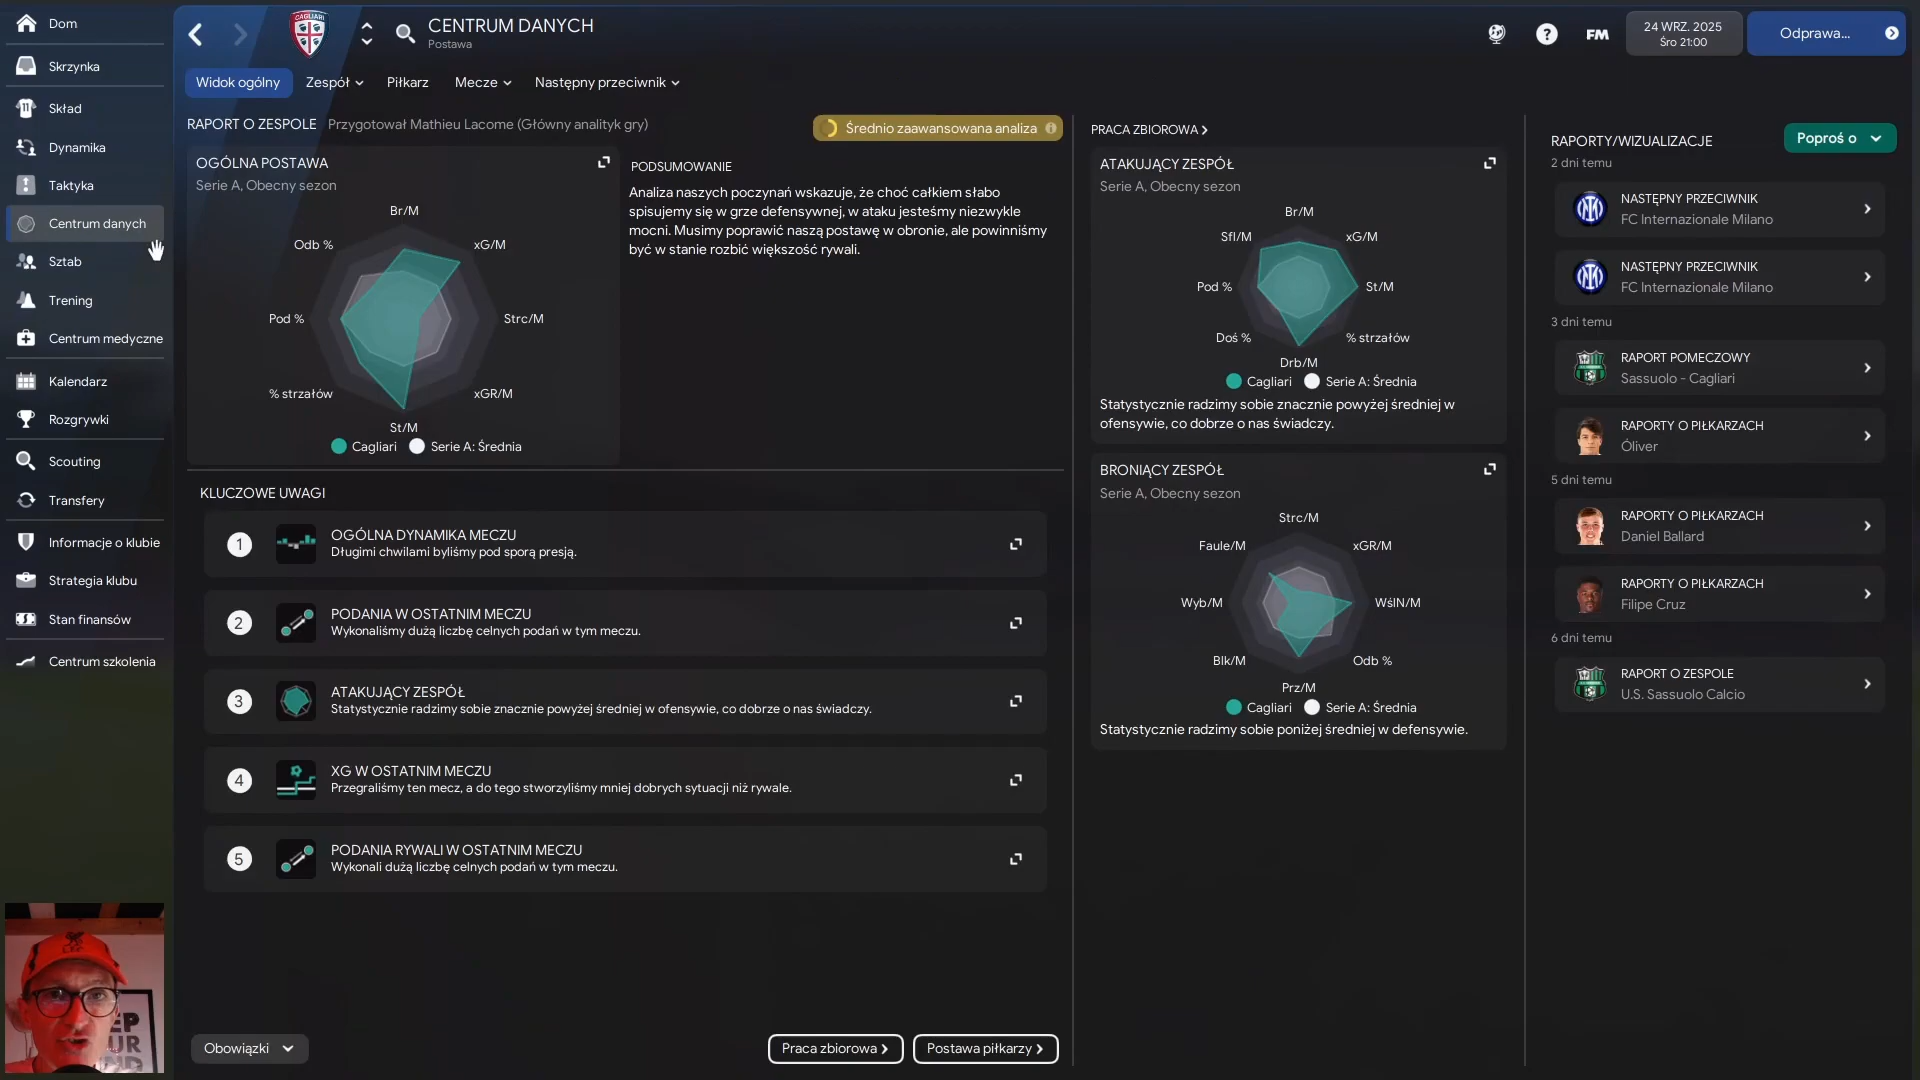 Dom
Skrzynka
Skład
Dynamika
Taktyka
Centrum danych
Sztab
Trening
Centrum medyczne
Kalendarz
Rozgrywki
Scouting
Transfery
Informacje o klubie
Strategia klubu
Stan finansów
Centrum szkolenia
CAGLIARI
CENTRUM DANYCH
Postawa
FM
24 WRZ. 2025
Śro 21:00
Odprawa...
Widok ogólny
Zespół
Piłkarz
Mecze
Następny przeciwnik
RAPORT O ZESPOLE Przygotował Mathieu Lacome (Główny analityk gry)
Średnio zaawansowana analiza
OGÓLNA POSTAWA
Serie A, Obecny sezon
Br/M
xG/M
Strc/M
xGR/M
St/M
% strzałów
Pod %
Odb %
Cagliari
Serie A: Średnia
PODSUMOWANIE
Analiza naszych poczynań wskazuje, że choć całkiem słabo
spisujemy się w grze defensywnej, w ataku jesteśmy niezwykle
mocni. Musimy poprawić naszą postawę w obronie, ale powinniśmy
być w stanie rozbić większość rywali.
KLUCZOWE UWAGI
1
OGÓLNA DYNAMIKA MECZU
Długimi chwilami byliśmy pod sporą presją.
2
PODANIA W OSTATNIM MECZU
Wykonaliśmy dużą liczbę celnych podań w tym meczu.
3
ATAKUJĄCY ZESPÓŁ
Statystycznie radzimy sobie znacznie powyżej średniej w ofensywie, co dobrze o nas świadczy.
4
XG W OSTATNIM MECZU
Przegraliśmy ten mecz, a do tego stworzyliśmy mniej dobrych sytuacji niż rywale.
5
PODANIA RYWALI W OSTATNIM MECZU
Wykonali dużą liczbę celnych podań w tym meczu.
Obowiązki
Praca zbiorowa
Postawa piłkarzy
PRACA ZBIOROWA
ATAKUJĄCY ZESPÓŁ
Serie A, Obecny sezon
Br/M
xG/M
St/M
% strzałów
Drb/M
Doś %
Pod %
Sfl/M
Cagliari
Serie A: Średnia
Statystycznie radzimy sobie znacznie powyżej średniej w
ofensywie, co dobrze o nas świadczy.
BRONIĄCY ZESPÓŁ
Serie A, Obecny sezon
Strc/M
xGR/M
WślN/M
Odb %
Prz/M
Blk/M
Wyb/M
Faule/M
Cagliari
Serie A: Średnia
Statystycznie radzimy sobie poniżej średniej w defensywie.
RAPORTY/WIZUALIZACJE
Poproś o
2 dni temu
NASTĘPNY PRZECIWNIK
FC Internazionale Milano
NASTĘPNY PRZECIWNIK
FC Internazionale Milano
3 dni temu
RAPORT POMECZOWY
Sassuolo - Cagliari
RAPORTY O PIŁKARZACH
Óliver
5 dni temu
RAPORTY O PIŁKARZACH
Daniel Ballard
RAPORTY O PIŁKARZACH
Filipe Cruz
6 dni temu
RAPORT O ZESPOLE
U.S. Sassuolo Calcio